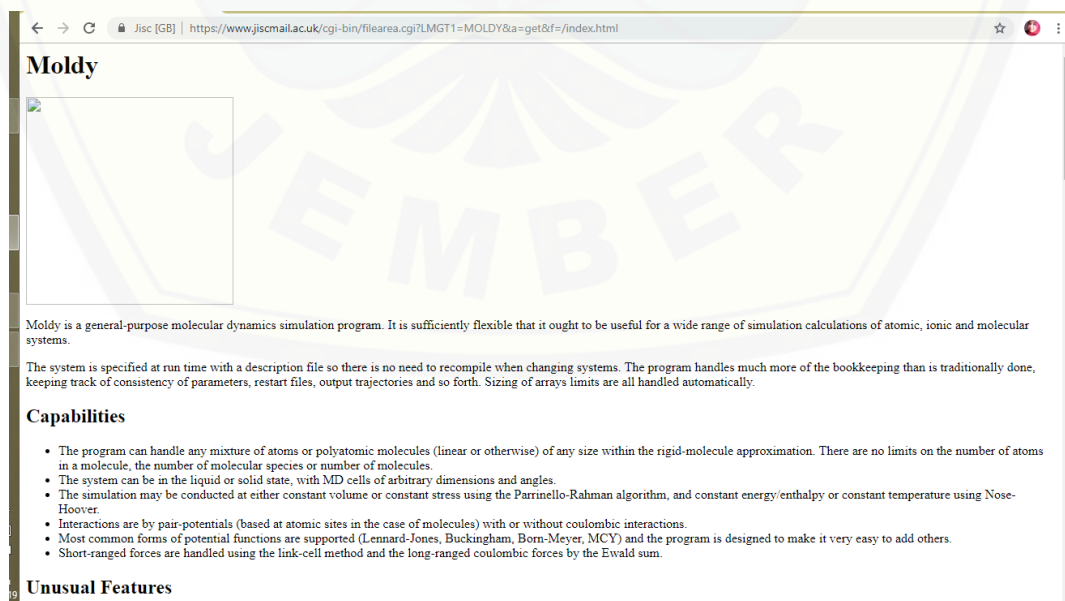 Jisc [GB] | https://www.jiscmail.ac.uk/cgi-bin/filearea.cgi?LMGT1=MOLDY&a=get&f=/index.html
Moldy
JEMBER
Moldy is a general-purpose molecular dynamics simulation program. It is sufficiently flexible that it ought to be useful for a wide range of simulation calculations of atomic, ionic and molecular
systems.
The system is specified at run time with a description file so there is no need to recompile when changing systems. The program handles much more of the bookkeeping than is traditionally done,
keeping track of consistency of parameters, restart files, output trajectories and so forth. Sizing of arrays limits are all handled automatically.
Capabilities
• The program can handle any mixture of atoms or polyatomic molecules (linear or otherwise) of any size within the rigid-molecule approximation. There are no limits on the number of atoms
in a molecule, the number of molecular species or number of molecules.
• The system can be in the liquid or solid state, with MD cells of arbitrary dimensions and angles.
• The simulation may be conducted at either constant volume or constant stress using the Parrinello-Rahman algorithm, and constant energy/enthalpy or constant temperature using Nose-
Hoover.
• Interactions are by pair-potentials (based at atomic sites in the case of molecules) with or without coulombic interactions.
• Most common forms of potential functions are supported (Lennard-Jones, Buckingham, Born-Meyer, MCY) and the program is designed to make it very easy to add others.
• Short-ranged forces are handled using the link-cell method and the long-ranged coulombic forces by the Ewald sum.
Unusual Features
19